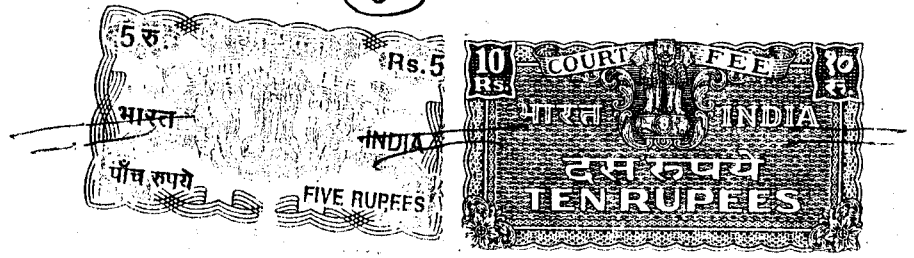 5 रु
Rs. 5
भारत
INDIA
पाँच रुपये
FIVE RUPEES
10 COURT FEE १०
Rs. रु.
भारत INDIA
दस रुपये
TEN RUPEES